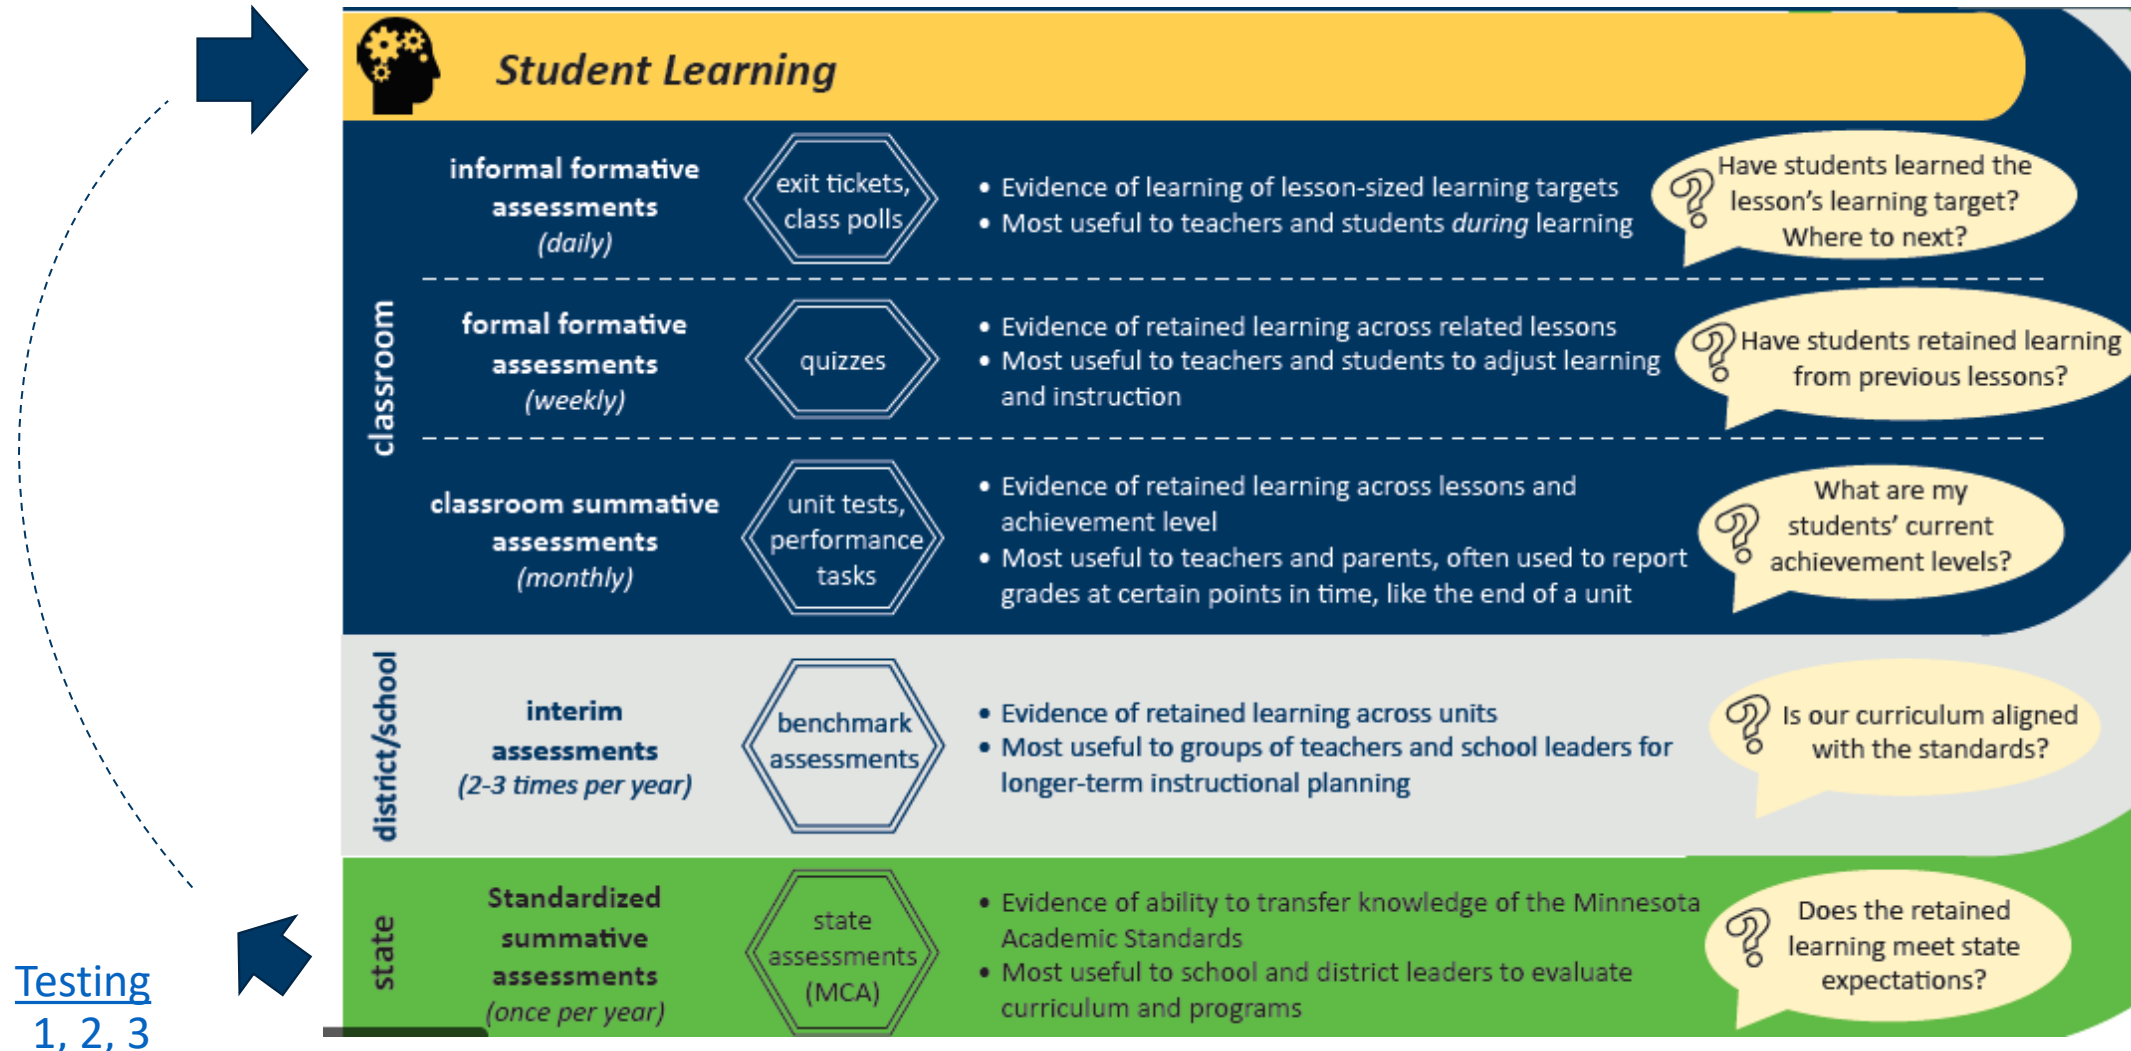 Student Learning
classroom
informal formative
assessments
(daily)
exit tickets,
class polls
• Evidence of learning of lesson-sized learning targets
• Most useful to teachers and students during learning
Have students learned the
lesson’s learning target?
Where to next?
formal formative
assessments
(weekly)
quizzes
• Evidence of retained learning across related lessons
• Most useful to teachers and students to adjust learning
and instruction
Have students retained learning
from previous lessons?
classroom summative
assessments
(monthly)
unit tests,
performance
tasks
• Evidence of retained learning across lessons and
achievement level
• Most useful to teachers and parents, often used to report
grades at certain points in time, like the end of a unit
What are my
students’ current
achievement levels?
district/school
interim
assessments
(2-3 times per year)
benchmark
assessments
• Evidence of retained learning across units
• Most useful to groups of teachers and school leaders for
longer-term instructional planning
Is our curriculum aligned
with the standards?
state
Standardized
summative
assessments
(once per year)
state
assessments
(MCA)
• Evidence of ability to transfer knowledge of the Minnesota
Academic Standards
• Most useful to school and district leaders to evaluate
curriculum and programs
Does the retained
learning meet state
expectations?
Testing
1, 2, 3